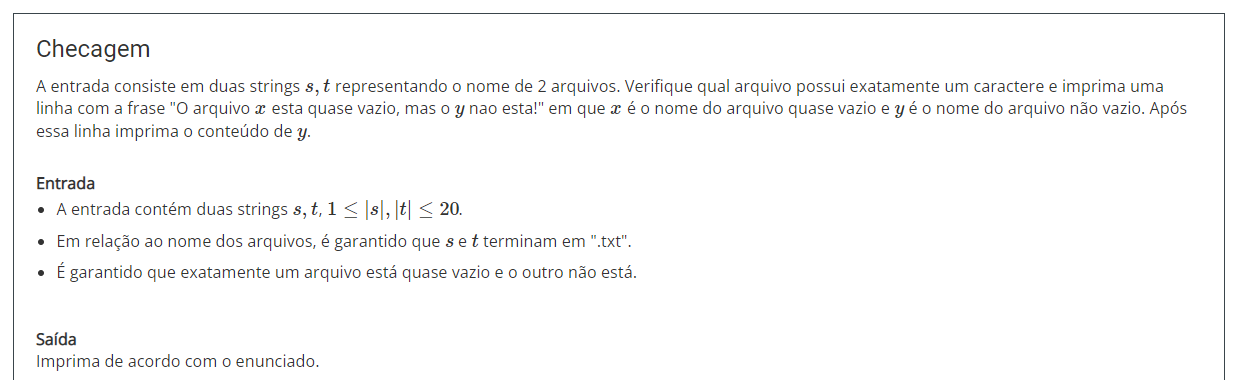 Checagem
A entrada consiste em duas strings s, t representando o nome de 2 arquivos. Verifique qual arquivo possui exatamente um caractere e imprima uma
linha com a frase "O arquivo x esta quase vazio, mas o y nao esta!" em que x é o nome do arquivo quase vazio e y é o nome do arquivo não vazio. Após
essa linha imprima o conteúdo de y.
Entrada
• A entrada contém duas strings s, t, 1 ≤ |s|, |t| ≤ 20.
• Em relação ao nome dos arquivos, é garantido que s e t terminam em ".txt".
• É garantido que exatamente um arquivo está quase vazio e o outro não está.
Saída
Imprima de acordo com o enunciado.